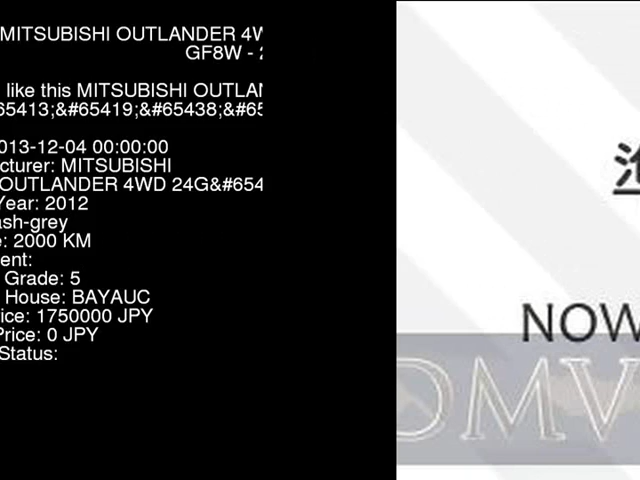 MITSUBISHI OUTLANDER 4W
GF8W - 2
like this MITSUBISHI OUTLAN
65413;&#65419;&#65438;&#65
013-12-04 00:00:00
cturer: MITSUBISHI
OUTLANDER 4WD 24G&#654
Year: 2012
ash-grey
e: 2000 KM
ent:
Grade: 5
House: BAYAUC
ice: 1750000 JPY
Price: 0 JPY
Status:
NOW
DMV